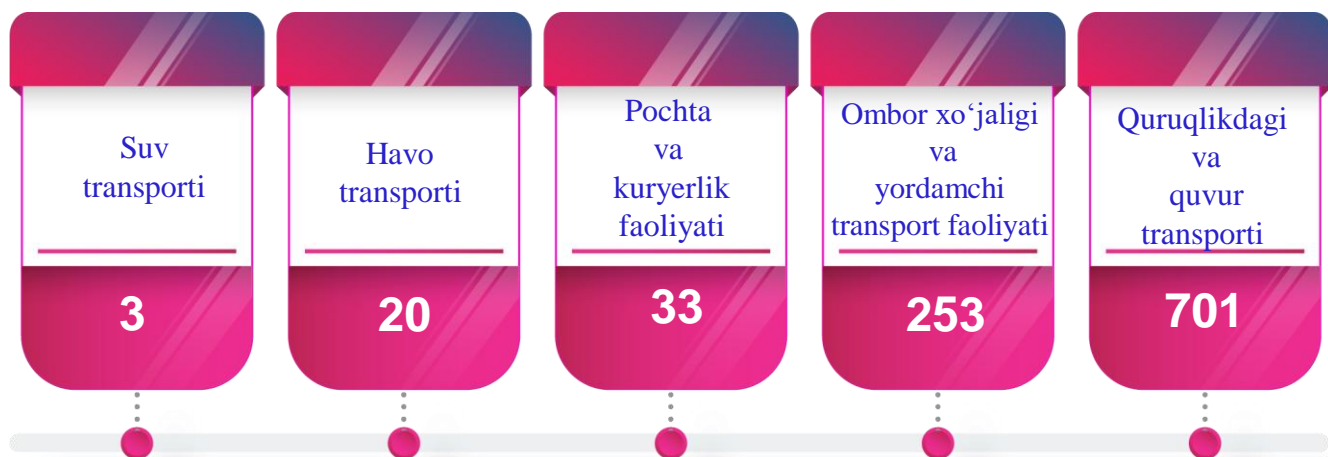 Suv
transporti
3
Havo
transporti
20
Pochta
va
kuryerlik
faoliyati
33
Ombor xo‘jaligi
va
yordamchi
transport faoliyati
253
Quruqlikdagi
va
quvur
transporti
701